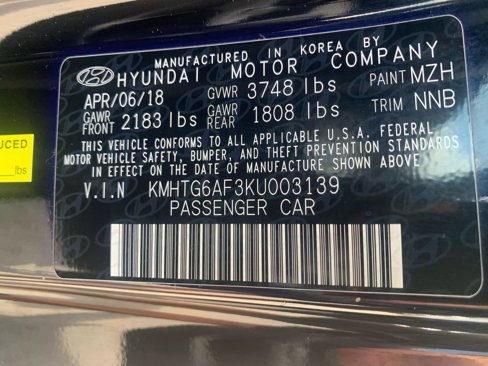 MANUFACTURED IN KOREA BY
HYUNDAI MOTOR COMPANY
APR/06/18 GVWR 3748 lbs PAINT MZH
GAWR FRONT 2183 lbs GAWR REAR 1808 lbs TRIM NNB
THIS VEHICLE CONFORMS TO ALL APPLICABLE U.S.A. FEDERAL
MOTOR VEHICLE SAFETY, BUMPER, AND THEFT PREVENTION STANDARDS
IN EFFECT ON THE DATE OF MANUFACTURE SHOWN ABOVE
V.I.N KMHTG6AF3KU003139
PASSENGER CAR
UCED
lbs